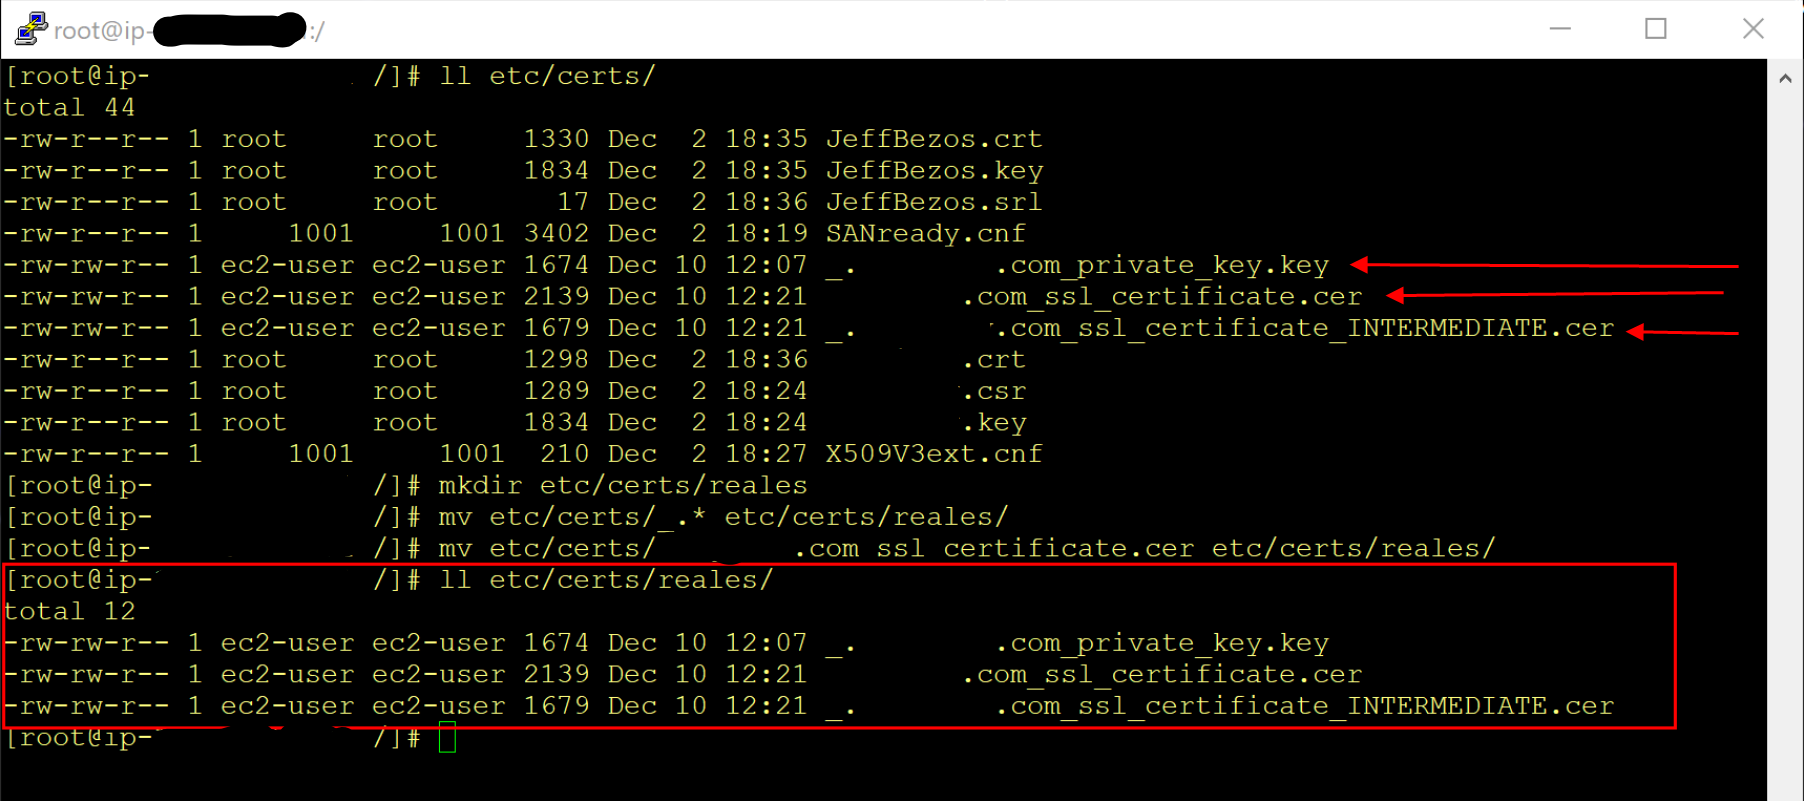 root@ip- :/
[root@ip- /]# ll etc/certs/
total 44
-rw-r--r-- 1 root root 1330 Dec 2 18:35 JeffBezos.crt
-rw-r--r-- 1 root root 1834 Dec 2 18:35 JeffBezos.key
-rw-r--r-- 1 root root 17 Dec 2 18:36 JeffBezos.srl
-rw-r--r-- 1 1001 1001 3402 Dec 2 18:19 SANready.cnf
-rw-rw-r-- 1 ec2-user ec2-user 1674 Dec 10 12:07 _. .com_private_key.key
-rw-rw-r-- 1 ec2-user ec2-user 2139 Dec 10 12:21 .com_ssl_certificate.cer
-rw-rw-r-- 1 ec2-user ec2-user 1679 Dec 10 12:21 _. .com_ssl_certificate_INTERMEDIATE.cer
-rw-r--r-- 1 root root 1298 Dec 2 18:36 .crt
-rw-r--r-- 1 root root 1289 Dec 2 18:24 .csr
-rw-r--r-- 1 root root 1834 Dec 2 18:24 .key
-rw-r--r-- 1 1001 1001 210 Dec 2 18:27 X509V3ext.cnf
[root@ip- /]# mkdir etc/certs/reales
[root@ip- /]# mv etc/certs/_.* etc/certs/reales/
[root@ip- /]# mv etc/certs/ .com ssl certificate.cer etc/certs/reales/
[root@ip- /]# ll etc/certs/reales/
total 12
-rw-rw-r-- 1 ec2-user ec2-user 1674 Dec 10 12:07 _. .com_private_key.key
-rw-rw-r-- 1 ec2-user ec2-user 2139 Dec 10 12:21 .com_ssl_certificate.cer
-rw-rw-r-- 1 ec2-user ec2-user 1679 Dec 10 12:21 _. .com_ssl_certificate_INTERMEDIATE.cer
[root@ip- /]#